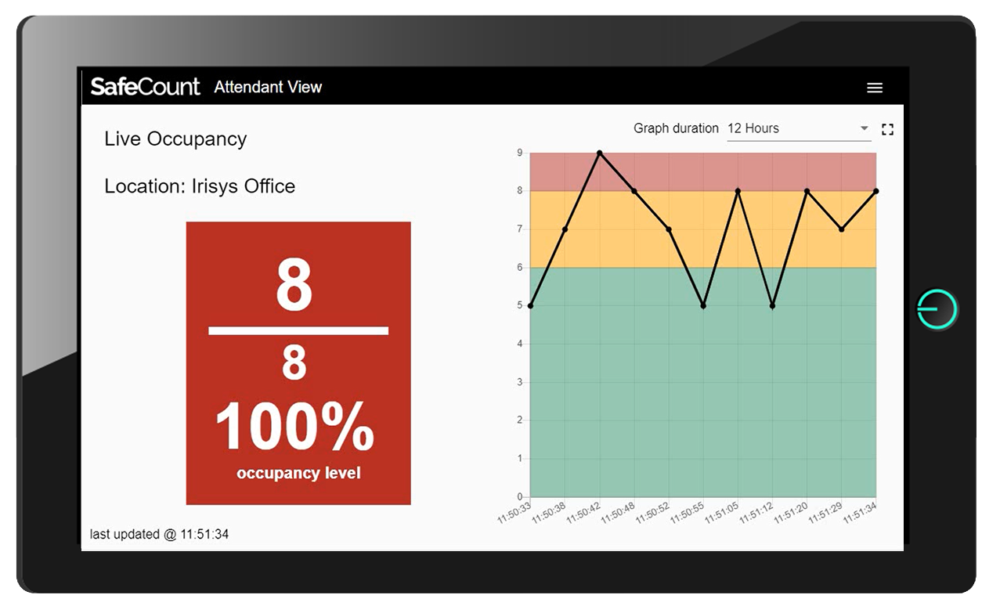 SafeCount Attendant View
Live Occupancy
Location: Irisys Office
8
8
100%
occupancy level
last updated @ 11:51:34
Graph duration 12 Hours
9
8
7
6
5
4
3
2
1
0
11:50:33 11:50:38 11:50:42 11:50:48 11:50:52 11:50:55 11:51:05 11:51:12 11:51:20 11:51:29 11:51:34